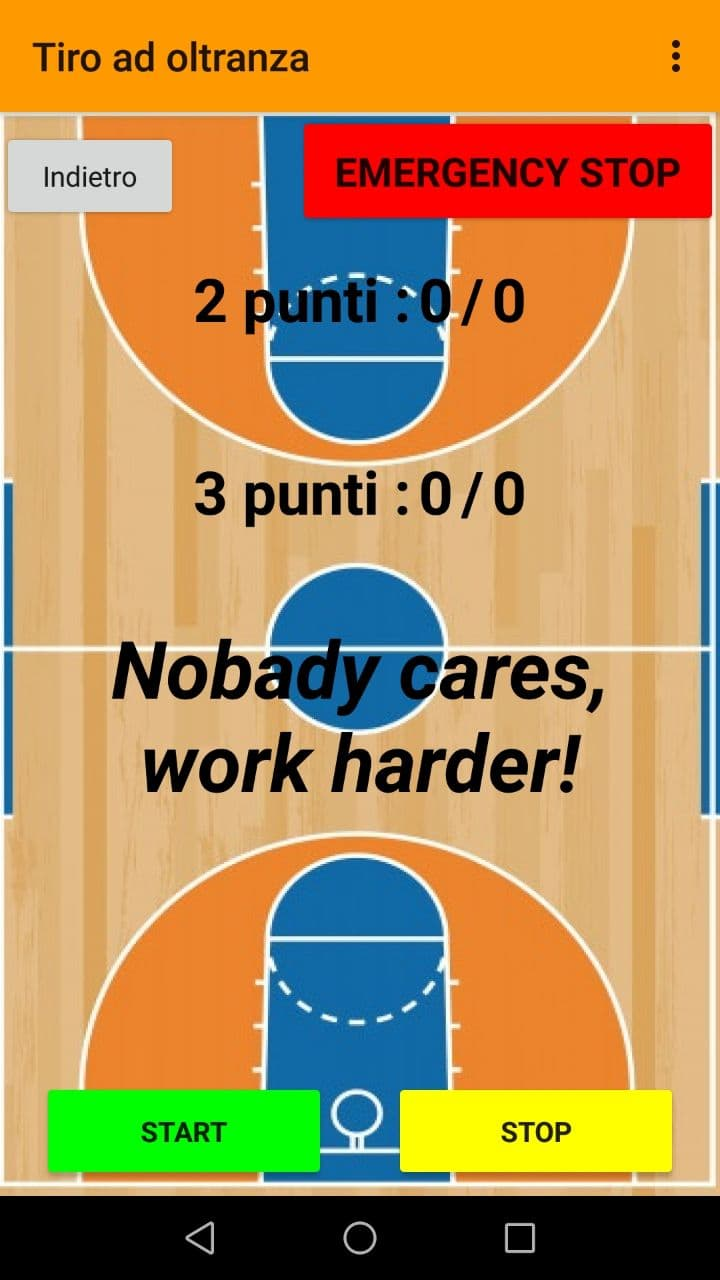 Tiro ad oltranza
Indietro
EMERGENCY STOP
2 punti : 0 / 0
3 punti : 0 / 0
Nobady cares,
work harder!
START
STOP